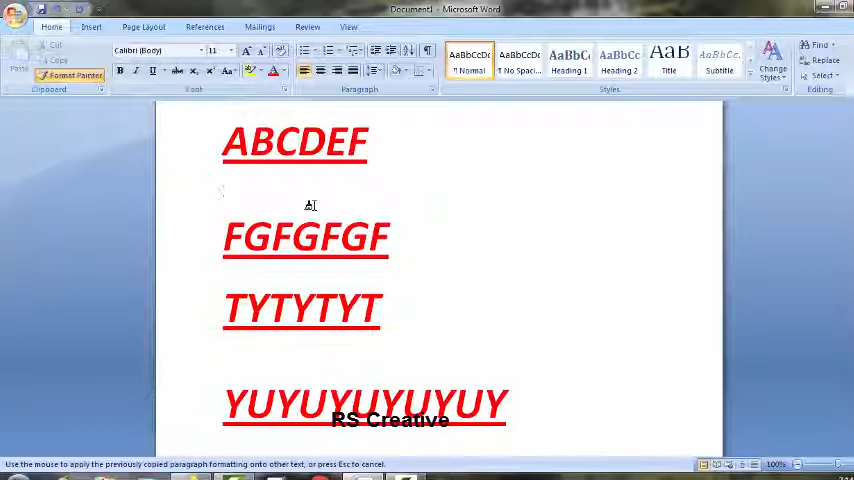 Document1 - Microsoft Word
Home Insert Page Layout References Mailings Review View
Cut
Copy
Paste
Format Painter
Clipboard
Calibri (Body) 11
Font
Paragraph
AaBbCcDc AaBbCcDc AaBbC AaBbCc AaB AaBbCc.
¶ Normal ¶ No Spaci... Heading 1 Heading 2 Title Subtitle
Change
Styles
Styles
Find
Replace
Select
Editing
ABCDEF
FGFGFGF
TYTYTYT
YUYUYUYUYUY
RS Creative
Use the mouse to apply the previously copied paragraph formatting onto other text, or press Esc to cancel.
100%